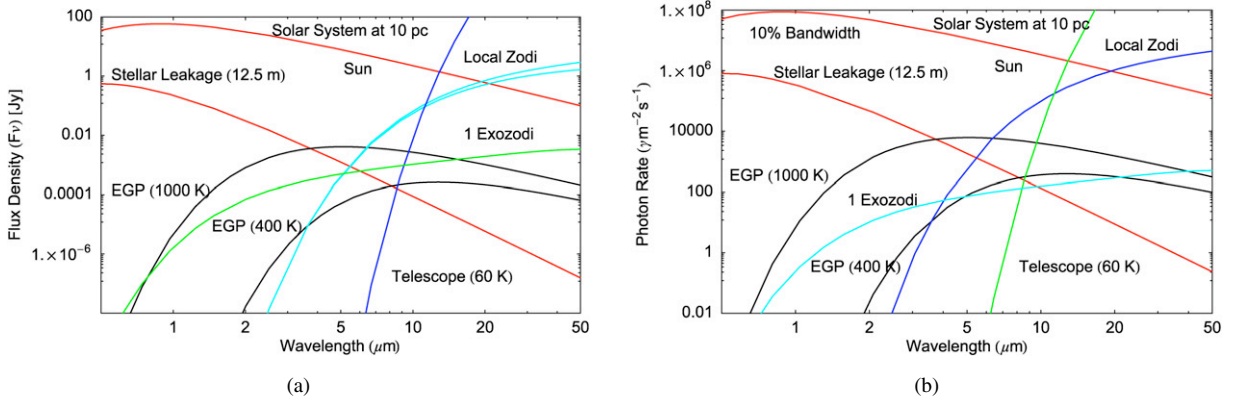 100
1
0.01
0.0001
1.×10−6
Flux Density (Fν) [Jy]
Solar System at 10 pc
Local Zodi
Stellar Leakage (12.5 m)
Sun
1 Exozodi
EGP (1000 K)
EGP (400 K)
Telescope (60 K)
1 2 5 10 20 50
Wavelength (μm)
(a)
1.×10^8
1.×10^6
10000
100
1
0.01
Photon Rate (γm−2s−1)
Solar System at 10 pc
10% Bandwidth
Local Zodi
Stellar Leakage (12.5 m)
Sun
EGP (1000 K)
1 Exozodi
EGP (400 K)
Telescope (60 K)
1 2 5 10 20 50
Wavelength (μm)
(b)